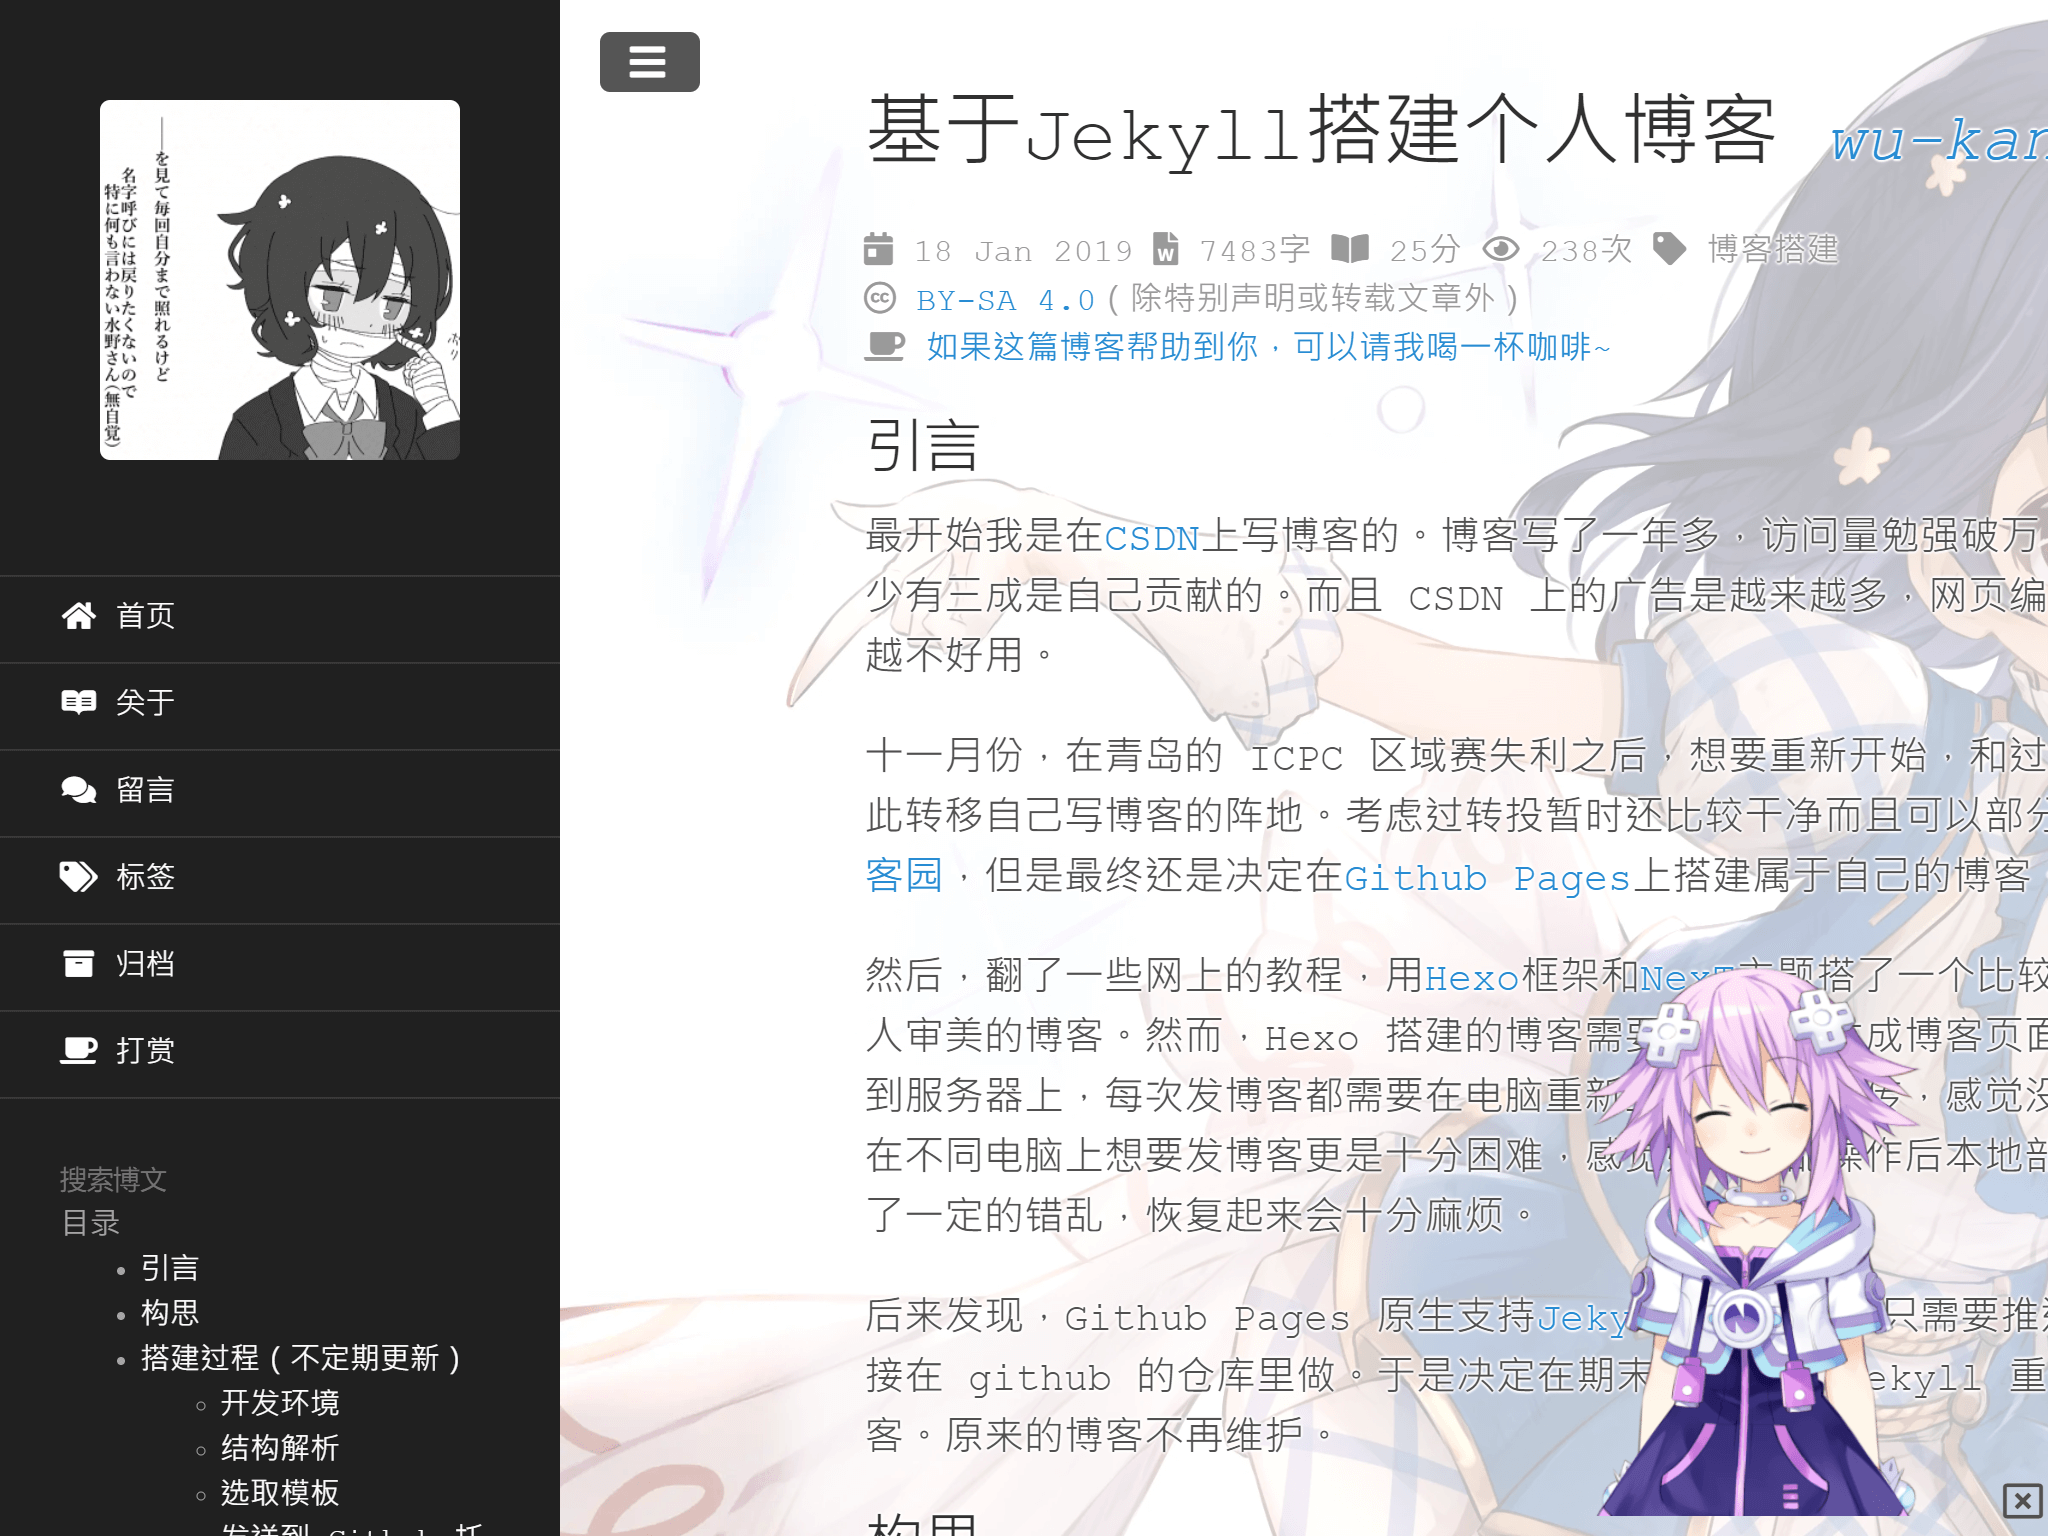 ——を見て毎回自分まで照れるけど
名字呼びには戻りたくないので
特に何も言わない水野さん(無自覚)
首页
关于
留言
标签
归档
打赏
搜索博文
目录
引言
构思
搭建过程（不定期更新）
开发环境
结构解析
选取模板
基于Jekyll搭建个人博客 wu-kan
18 Jan 2019 7483字 25分 238次 博客搭建
BY-SA 4.0（除特别声明或转载文章外）
如果这篇博客帮助到你，可以请我喝一杯咖啡~
引言
最开始我是在CSDN上写博客的。博客写了一年多，访问量勉强破万
少有三成是自己贡献的。而且 CSDN 上的广告是越来越多，网页编
越不好用。
十一月份，在青岛的 ICPC 区域赛失利之后，想要重新开始，和过
此转移自己写博客的阵地。考虑过转投暂时还比较干净而且可以部分
客园，但是最终还是决定在Github Pages上搭建属于自己的博客
然后，翻了一些网上的教程，用Hexo框架和NexT主题搭了一个比较
人审美的博客。然而，Hexo 搭建的博客需要 成博客页面
到服务器上，每次发博客都需要在电脑重新 传，感觉没
在不同电脑上想要发博客更是十分困难，感觉 操作后本地部
了一定的错乱，恢复起来会十分麻烦。
后来发现，Github Pages 原生支持Jeky 只需要推送
接在 github 的仓库里做。于是决定在期末 ekyll 重
客。原来的博客不再维护。
构思